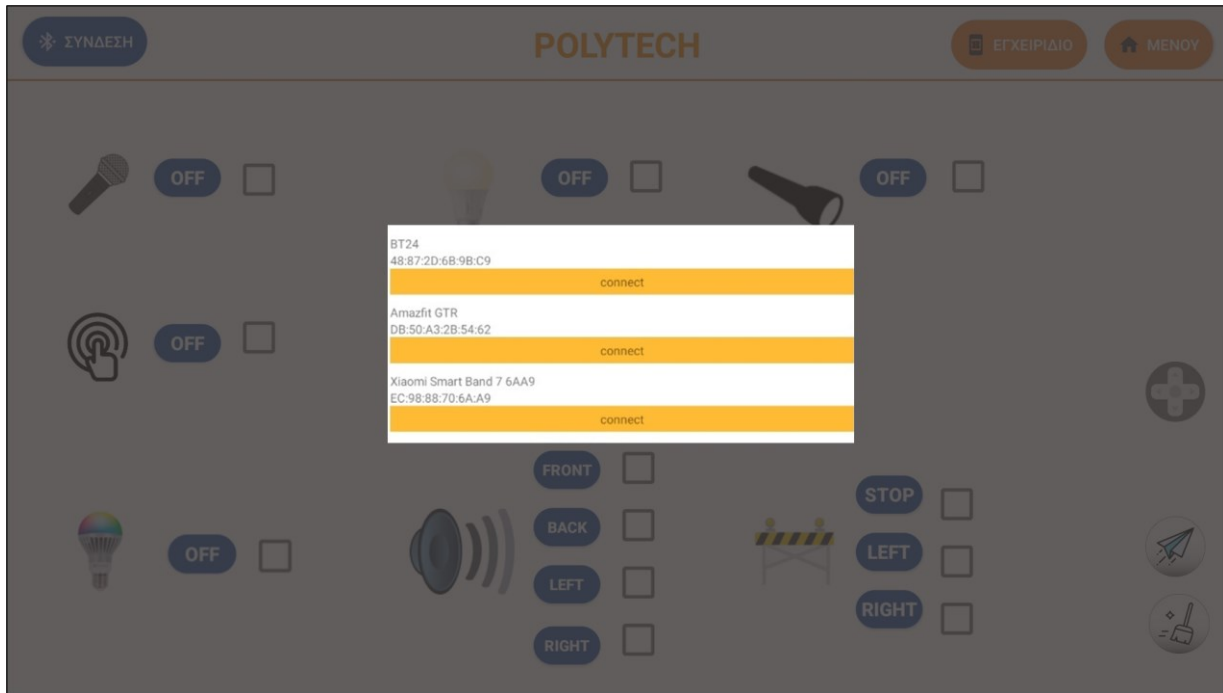 ΣΥΝΔΕΣΗ
POLYTECH
ΕΓΧΕΙΡΙΔΙΟ
ΜΕΝΟΥ
OFF
OFF
OFF
BT24
48:87:2D:6B:9B:C9
connect
Amazfit GTR
DB:50:A3:2B:54:62
connect
Xiaomi Smart Band 7 6AA9
EC:98:88:70:6A:A9
connect
OFF
OFF
FRONT
BACK
LEFT
RIGHT
STOP
LEFT
RIGHT